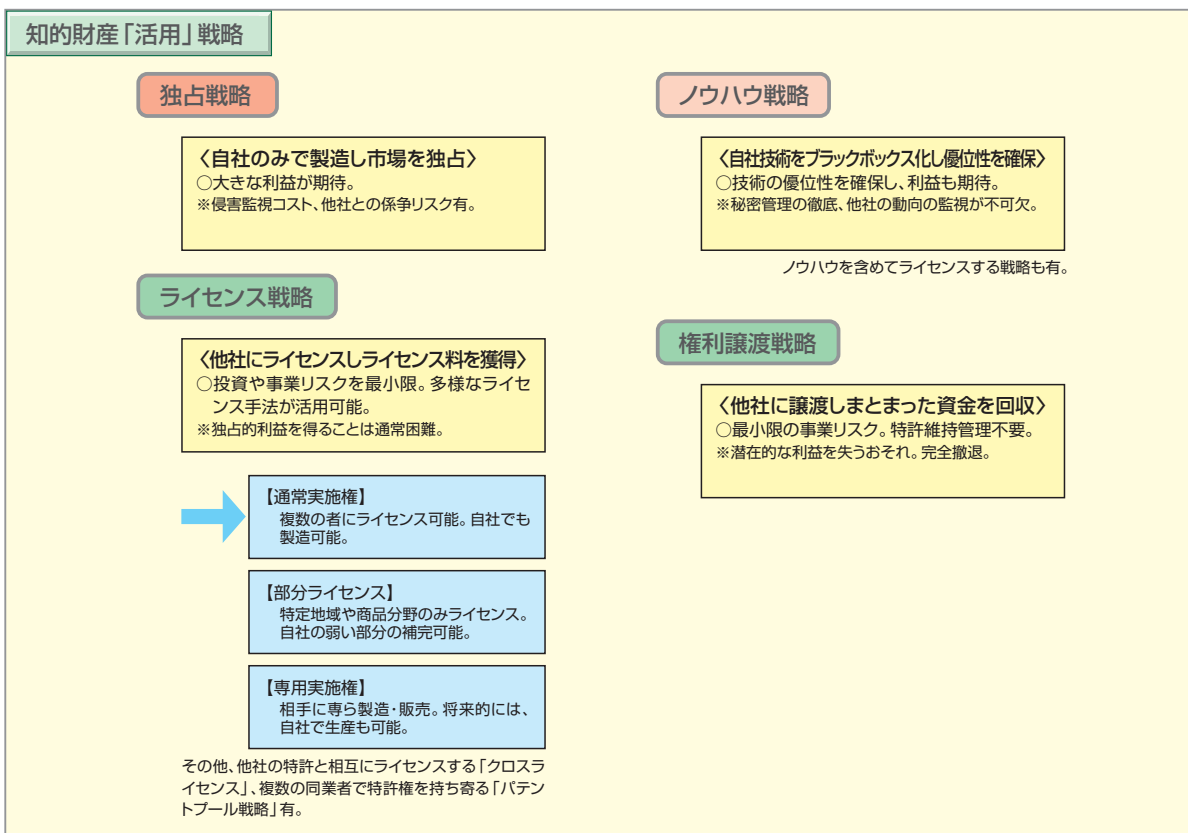 知的財産「活用」戦略
独占戦略
〈自社のみで製造し市場を独占〉
○大きな利益が期待。
※侵害監視コスト、他社との係争リスク有。
ライセンス戦略
〈他社にライセンスしライセンス料を獲得〉
○投資や事業リスクを最小限。多様なライセ
ンス手法が活用可能。
※独占的利益を得ることは通常困難。
【通常実施権】
複数の者にライセンス可能。自社でも
製造可能。
【部分ライセンス】
特定地域や商品分野のみライセンス。
自社の弱い部分の補完可能。
【専用実施権】
相手に専ら製造・販売。将来的には、
自社で生産も可能。
その他、他社の特許と相互にライセンスする「クロスラ
イセンス」、複数の同業者で特許権を持ち寄る「パテン
トプール戦略」有。
ノウハウ戦略
〈自社技術をブラックボックス化し優位性を確保〉
○技術の優位性を確保し、利益も期待。
※秘密管理の徹底、他社の動向の監視が不可欠。
ノウハウを含めてライセンスする戦略も有。
権利譲渡戦略
〈他社に譲渡しまとまった資金を回収〉
○最小限の事業リスク。特許維持管理不要。
※潜在的な利益を失うおそれ。完全撤退。